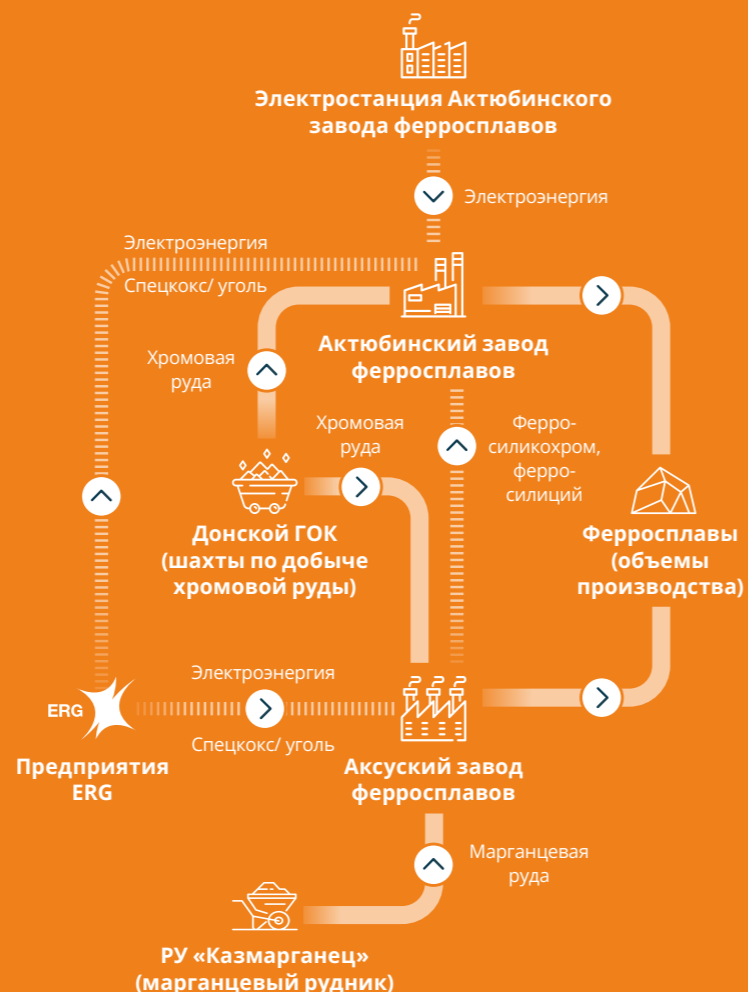 Электростанция Актюбинского
завода ферросплавов
Электроэнергия
Электроэнергия
Спецкокс/ уголь
Актюбинский завод
ферросплавов
Хромовая
руда
Хромовая
руда
Ферро-
силикохром,
ферро-
силиций
Донской ГОК
(шахты по добыче
хромовой руды)
Ферросплавы
(объемы
производства)
Электроэнергия
ERG
Спецкокс/ уголь
Предприятия
ERG
Аксуский завод
ферросплавов
Марганцевая
руда
РУ «Казмарганец»
(марганцевый рудник)